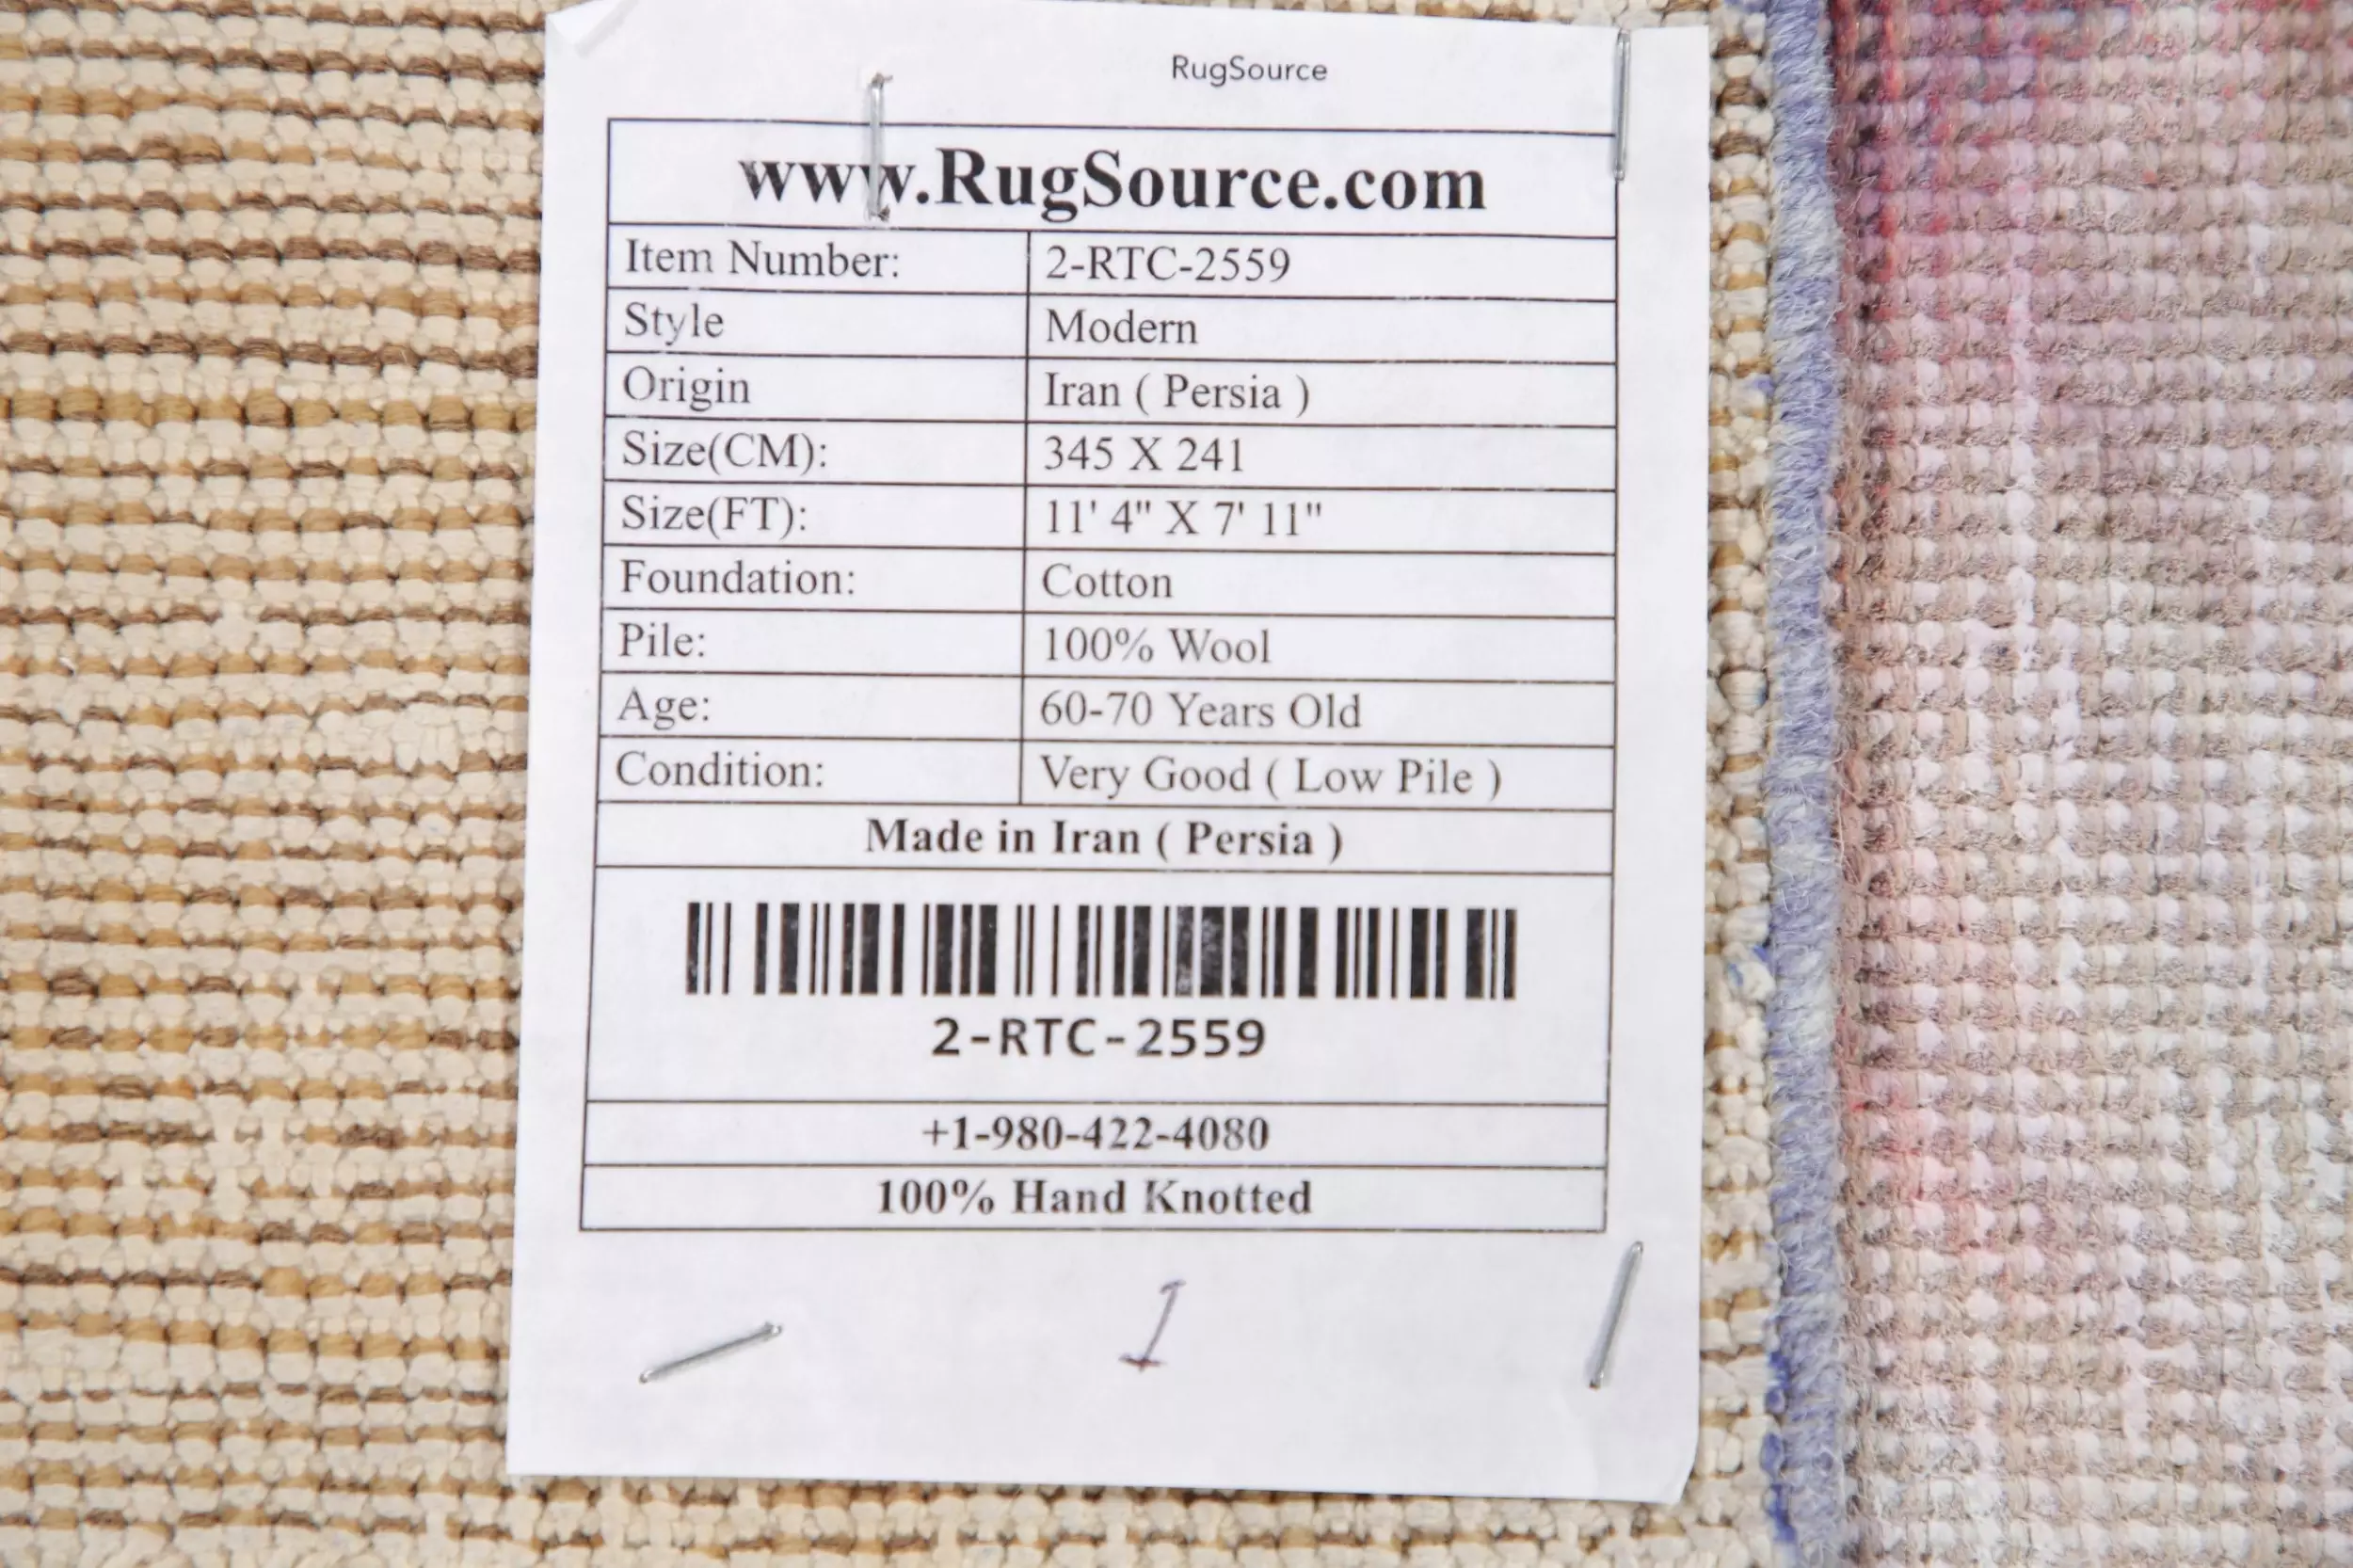 RugSource
www.RugSource.com
Item Number: 2-RTC-2559
Style Modern
Origin Iran ( Persia )
Size(CM): 345 X 241
Size(FT): 11' 4" X 7' 11"
Foundation: Cotton
Pile: 100% Wool
Age: 60-70 Years Old
Condition: Very Good ( Low Pile )
Made in Iran ( Persia )
2-RTC-2559
+1-980-422-4080
100% Hand Knotted
1